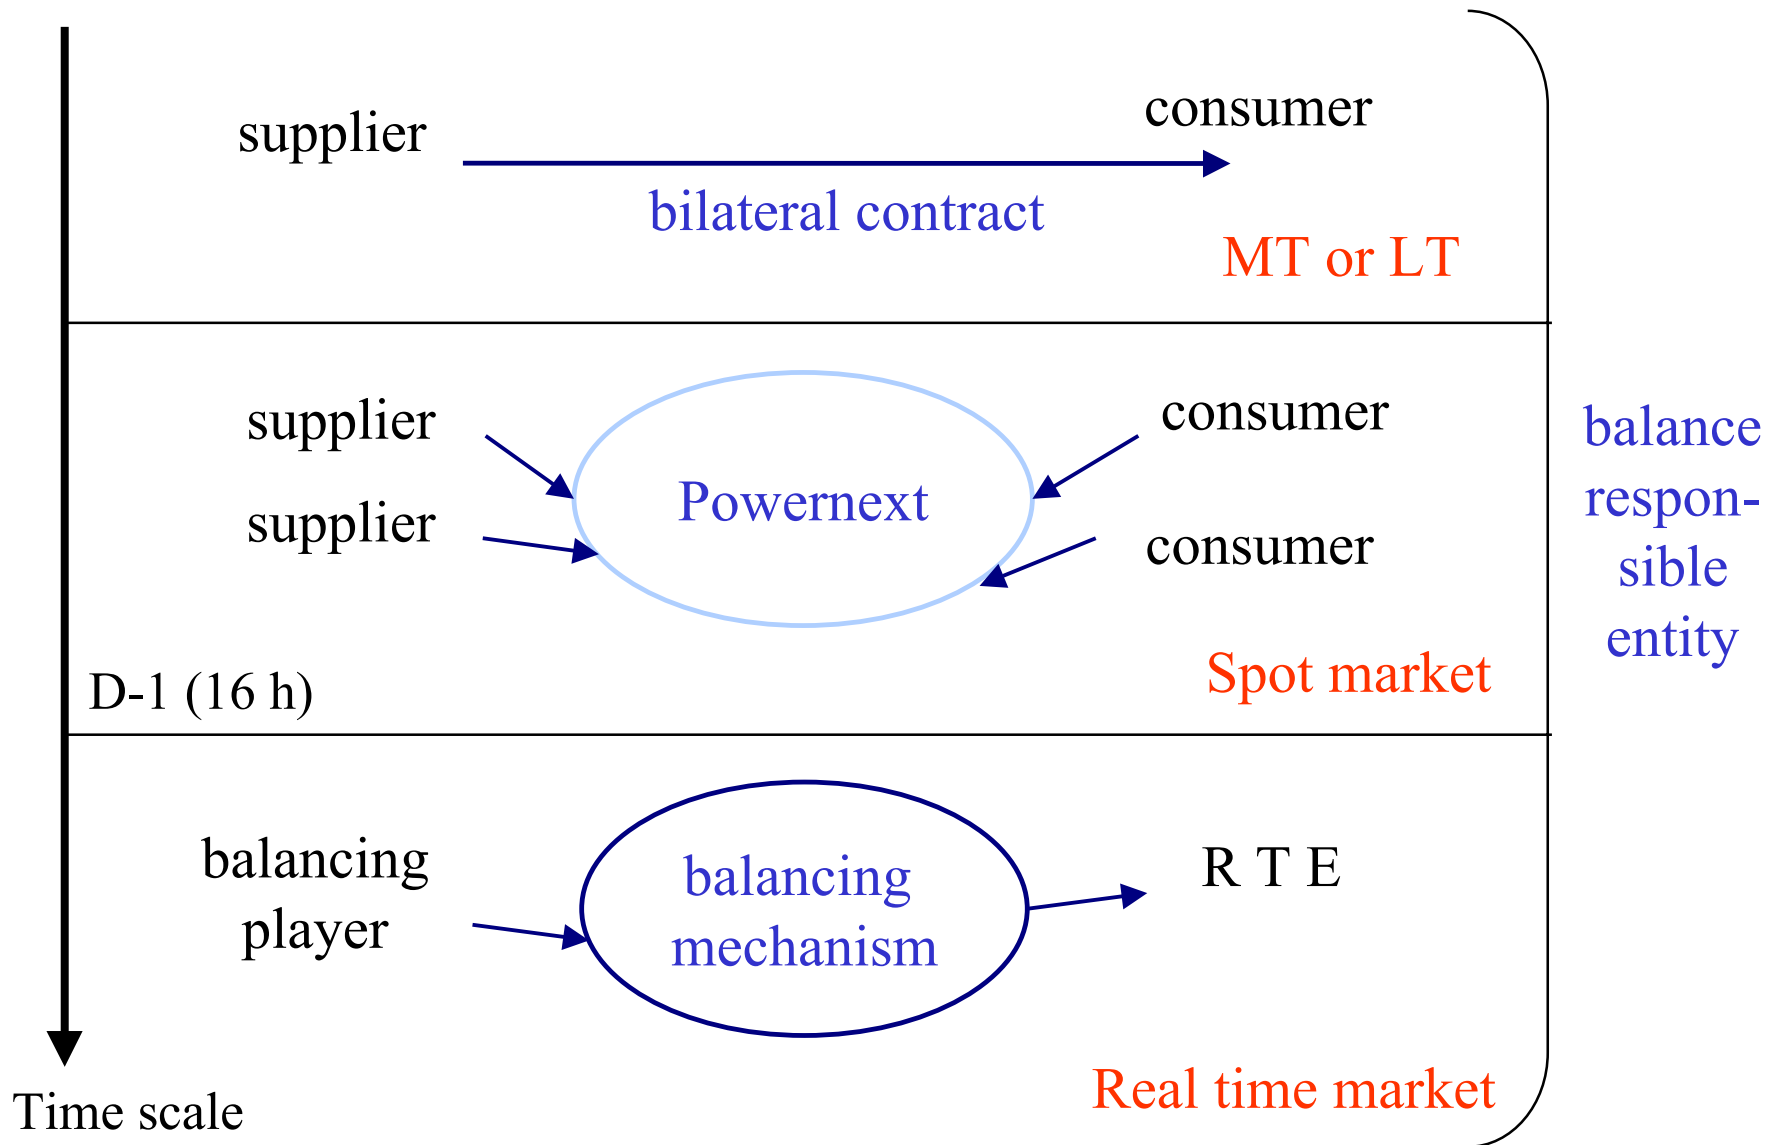 supplier
consumer
bilateral contract
MT or LT
supplier
consumer
Powernext
supplier
consumer
D-1 (16 h)
Spot market
balance
respon-
sible
entity
balancing
player
balancing
mechanism
R T E
Real time market
Time scale